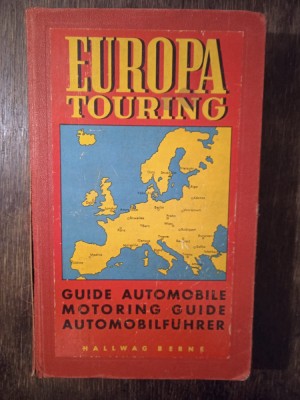 EUROPA
TOURING
GUIDE AUTOMOBILE
MOTORING GUIDE
AUTOMOBILFÜHRER
HALLWAG BERNE